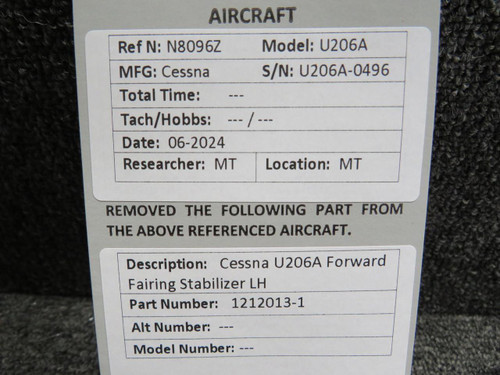 AIRCRAFT
Ref N: N8096Z Model: U206A
MFG: Cessna S/N: U206A-0496
Total Time: ---
Tach/Hobbs: --- / ---
Date: 06-2024
Researcher: MT Location: MT
REMOVED THE FOLLOWING PART FROM
THE ABOVE REFERENCED AIRCRAFT.
Description: Cessna U206A Forward
Fairing Stabilizer LH
Part Number: 1212013-1
Alt Number: ---
Model Number: ---